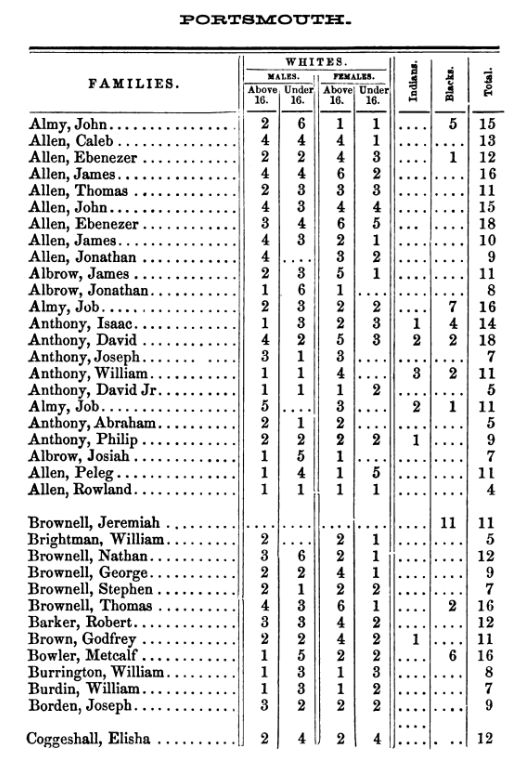 PORTSMOUTH.
WHITES.
FAMILIES. MALES. FEMALES. Indians. Blacks. Total.
Above 16. Under 16. Above 16. Under 16.
Almy, John............... 2 6 1 1 .... 5 15
Allen, Caleb ............. 4 4 4 1 .... .... 13
Allen, Ebenezer .......... 2 2 4 3 .... 1 12
Allen, James.............. 4 4 6 2 .... .... 16
Allen, Thomas ............ 2 3 3 3 .... .... 11
Allen, John............... 4 3 4 4 .... .... 15
Allen, Ebenezer .......... 3 4 6 5 ... .... 18
Allen, James.............. 4 3 2 1 .... .... 10
Allen, Jonathan .......... 4 .... 3 2 .... .... 9
Albrow, James ............ 2 3 5 1 .... .... 11
Albrow, Jonathan.......... 1 6 1 .... .... .... 8
Almy, Job................. 2 3 2 2 .... 7 16
Anthony, Isaac............ 1 3 2 3 1 4 14
Anthony, David ........... 4 2 5 3 2 2 18
Anthony, Joseph........... 3 1 3 .... .... .... 7
Anthony, William.......... 1 1 4 .... 3 2 11
Anthony, David Jr......... 1 1 1 2 .... .... 5
Almy, Job................. 5 .... 3 .... 2 1 11
Anthony, Abraham.......... 2 1 2 .... .... .... 5
Anthony, Philip .......... 2 2 2 2 1 .... 9
Albrow, Josiah ........... 1 5 1 .... .... .... 7
Allen, Peleg.............. 1 4 1 5 .... .... 11
Allen, Rowland............ 1 1 1 1 .... .... 4
Brownell, Jeremiah ....... .... .... .... .... .... 11 11
Brightman, William........ 2 .... 2 1 .... .... 5
Brownell, Nathan.......... 3 6 2 1 .... .... 12
Brownell, George.......... 2 2 4 1 .... .... 9
Brownell, Stephen ........ 2 1 2 2 .... .... 7
Brownell, Thomas ......... 4 3 6 1 .... 2 16
Barker, Robert............ 3 3 4 2 .... .... 12
Brown, Godfrey ........... 2 2 4 2 1 .... 11
Bowler, Metcalf .......... 1 5 2 2 .... 6 16
Burrington, William....... 1 3 1 3 .... .... 8
Burdin, William........... 1 3 1 2 .... .... 7
Borden, Joseph............ 3 2 2 2 .... .... 9
....
Coggeshall, Elisha ....... 2 4 2 4 .... . .. 12